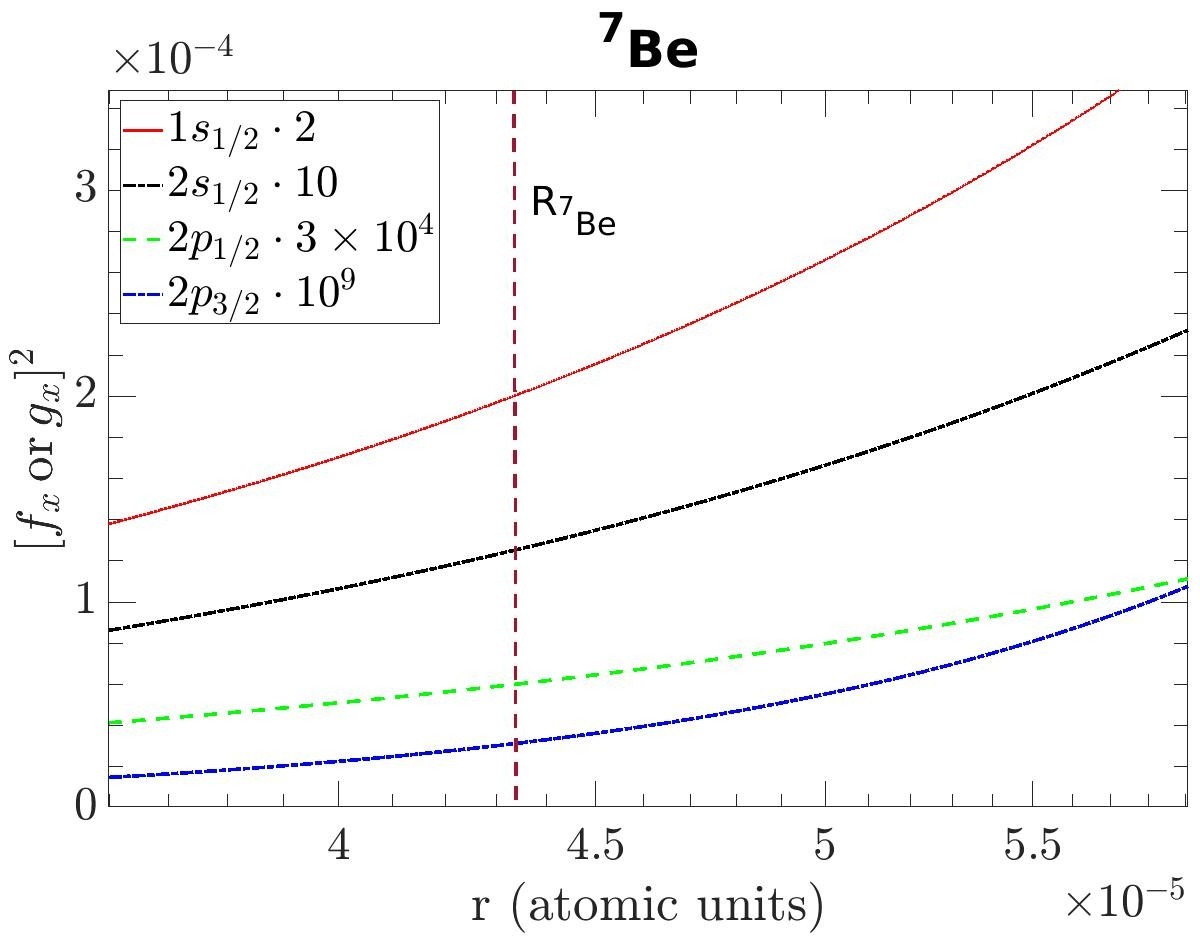 ⁷Be
×10⁻⁴
1s₁/₂ · 2
2s₁/₂ · 10
2p₁/₂ · 3 × 10⁴
2p₃/₂ · 10⁹
R⁷Be
3
2
1
0
[fₓ or gₓ]²
4 4.5 5 5.5
r (atomic units)
×10⁻⁵